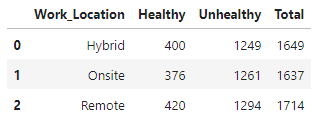 Work_Location Healthy Unhealthy Total
0 Hybrid 400 1249 1649
1 Onsite 376 1261 1637
2 Remote 420 1294 1714